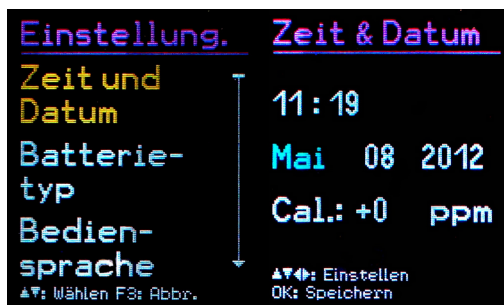 Einstellung.
Zeit und
Datum
Batterie-
typ
Bedien-
sprache
▲▼: Wählen F3: Abbr.
Zeit & Datum
11:19
Mai 08 2012
Cal.: +0 ppm
▲▼◀▶: Einstellen
OK: Speichern